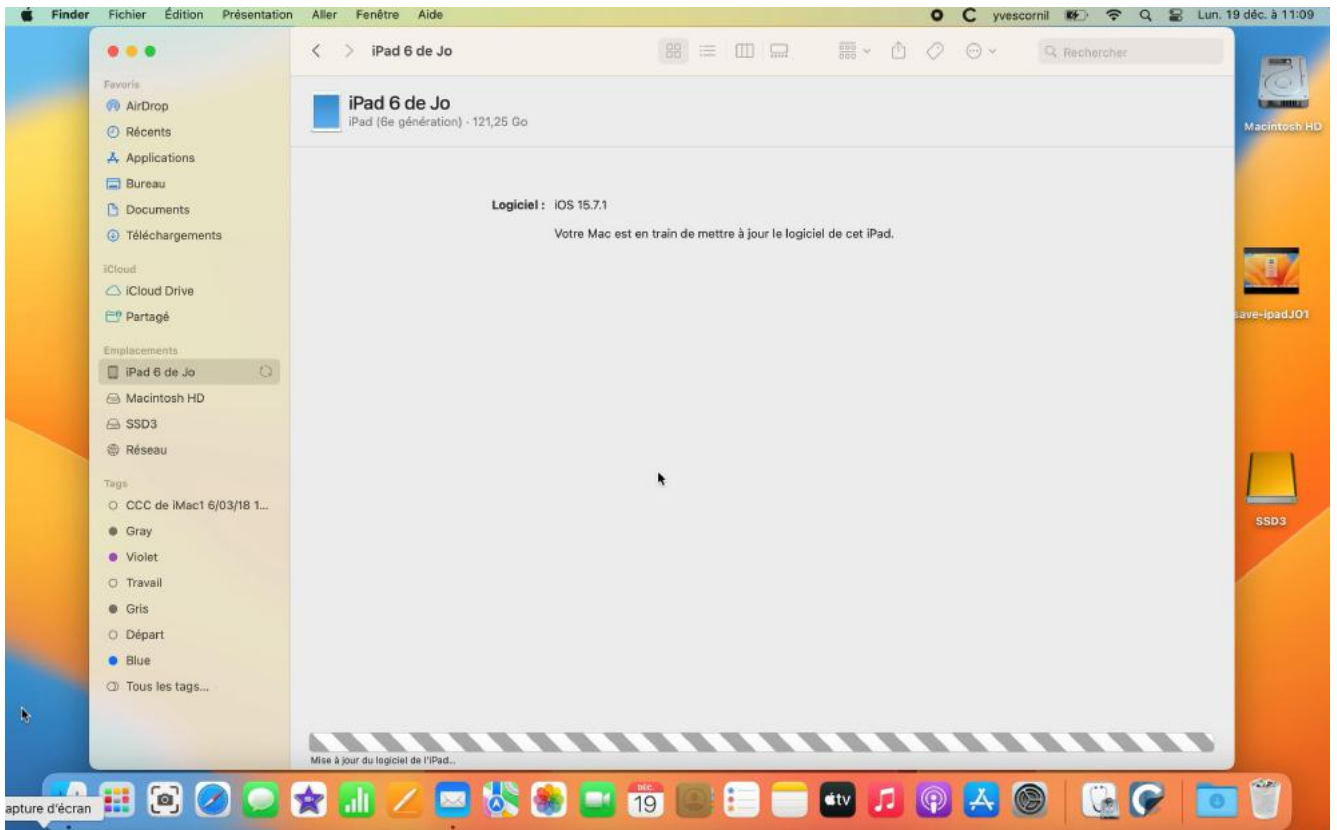 Finder Fichier Édition Présentation Aller Fenêtre Aide yvescornil Lun. 19 déc. à 11:09
iPad 6 de Jo
Rechercher
Favoris
AirDrop
Récents
Applications
Bureau
Documents
Téléchargements
iCloud
iCloud Drive
Partagé
Emplacements
iPad 6 de Jo
Macintosh HD
SSD3
Réseau
Tags
CCC de iMac1 6/03/18 1...
Gray
Violet
Travail
Gris
Départ
Blue
Tous les tags...
iPad 6 de Jo
iPad (6e génération) · 121,25 Go
Logiciel : iOS 15.7.1
Votre Mac est en train de mettre à jour le logiciel de cet iPad.
Mise à jour du logiciel de l'iPad...
Macintosh HD
save-ipadJO1
SSD3
apture d'écran
DÉC.
19
tv